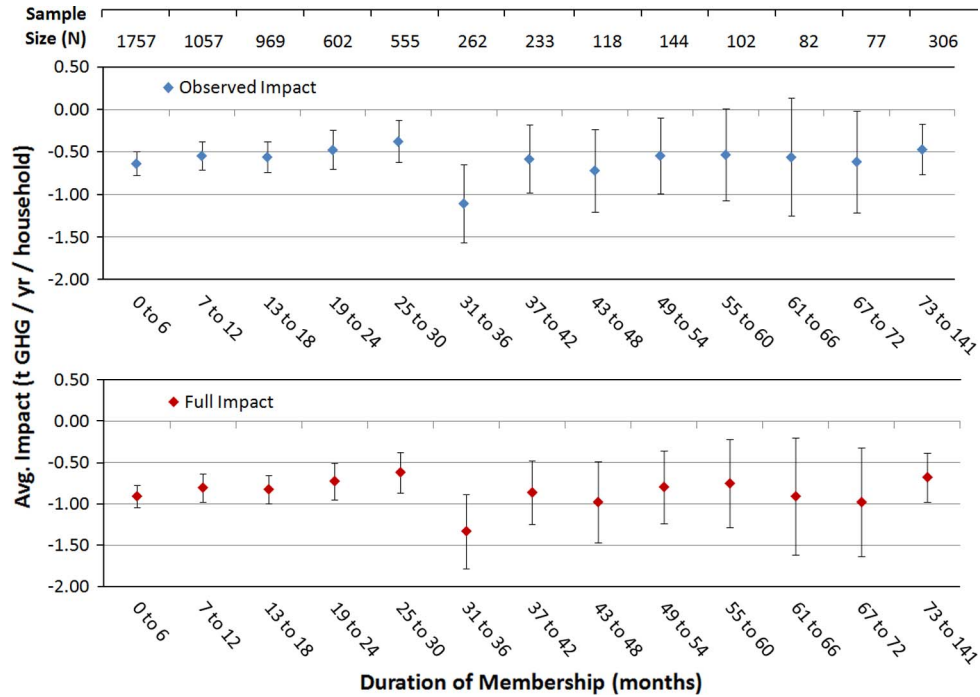 Sample
Size (N) 1757 1057 969 602 555 262 233 118 144 102 82 77 306
0.50
Observed Impact
0.00
-0.50
-1.00
-1.50
-2.00
0 to 6 7 to 12 13 to 18 19 to 24 25 to 30 31 to 36 37 to 42 43 to 48 49 to 54 55 to 60 61 to 66 67 to 72 73 to 141
Avg. Impact (t GHG / yr / household)
0.50
Full Impact
0.00
-0.50
-1.00
-1.50
-2.00
0 to 6 7 to 12 13 to 18 19 to 24 25 to 30 31 to 36 37 to 42 43 to 48 49 to 54 55 to 60 61 to 66 67 to 72 73 to 141
Duration of Membership (months)